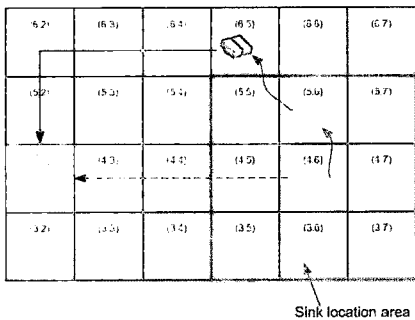 (6.2) (6.3) (6.4) (6.5) (6.6) (6.7)
(5.2) (5.3) (5.4) (5.5) (5.6) (5.7)
(4.3) (4.4) (4.5) (4.6) (4.7)
(3.2) (3.3) (3.4) (3.5) (3.6) (3.7)
Sink location area